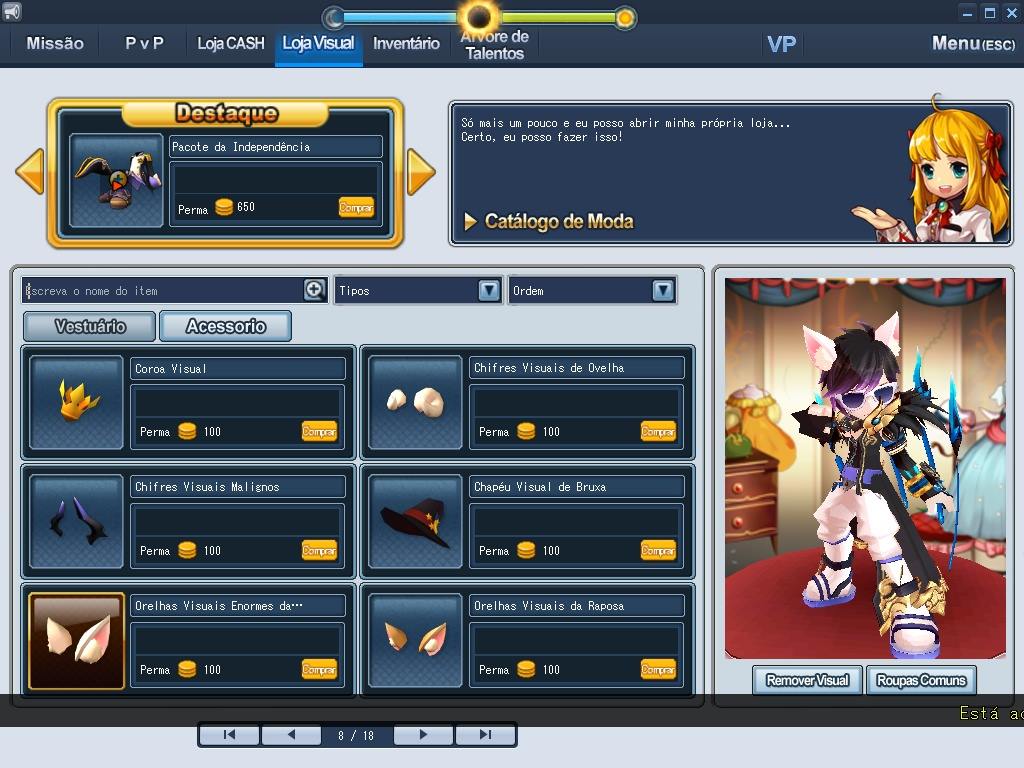 Missão
P v P
Loja CASH
Loja Visual
Inventário
Árvore de
Talentos
VP
Menu(ESC)
Destaque
Pacote da Independência
Perma 650
Comprar
Só mais um pouco e eu posso abrir minha própria loja...
Certo, eu posso fazer isso!
Catálogo de Moda
Escreva o nome do item
Tipos
Ordem
Vestuário
Acessorio
Coroa Visual
Perma 100
Comprar
Chifres Visuais de Ovelha
Perma 100
Comprar
Chifres Visuais Malignos
Perma 100
Comprar
Chapéu Visual de Bruxa
Perma 100
Comprar
Orelhas Visuais Enormes da…
Perma 100
Comprar
Orelhas Visuais da Raposa
Perma 100
Comprar
Remover Visual
Roupas Comuns
Está ac
8 / 18